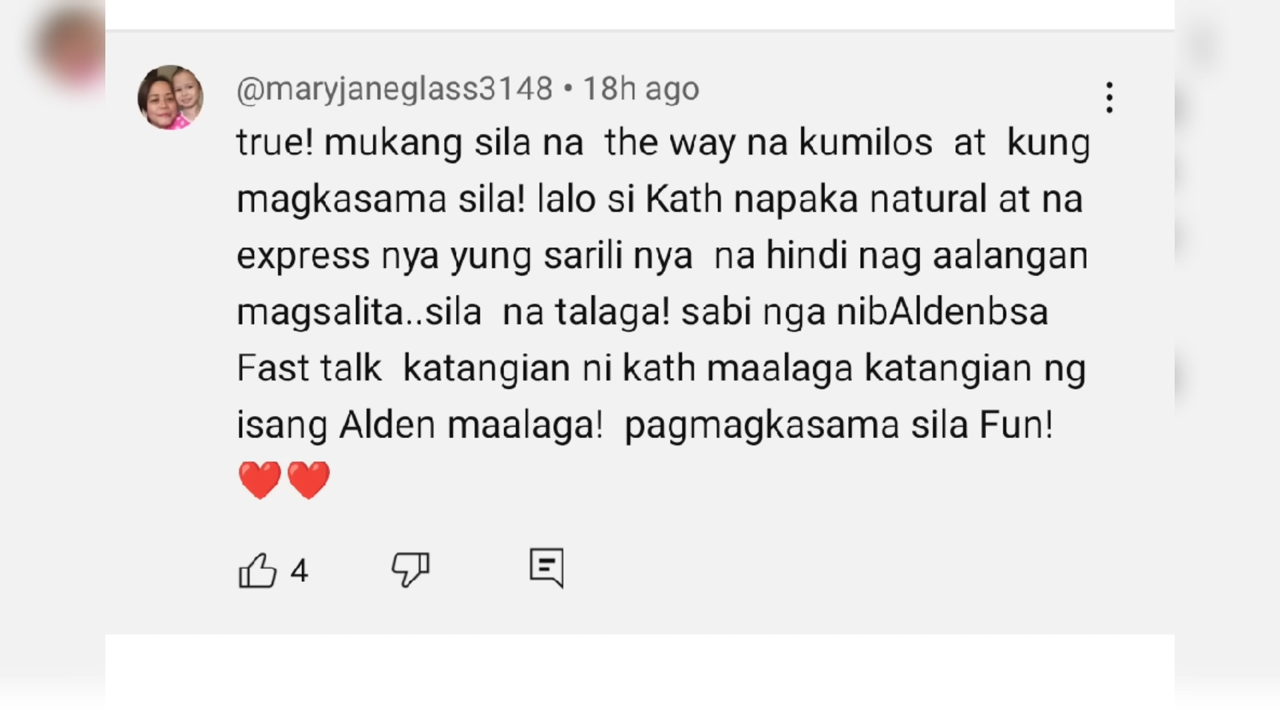 @maryjaneglass3148 • 18h ago
true! mukang sila na the way na kumilos at kung
magkasama sila! lalo si Kath napaka natural at na
express nya yung sarili nya na hindi nag aalangan
magsalita..sila na talaga! sabi nga nibAldenbsa
Fast talk katangian ni kath maalaga katangian ng
isang Alden maalaga! pagmagkasama sila Fun!
❤️❤️
4